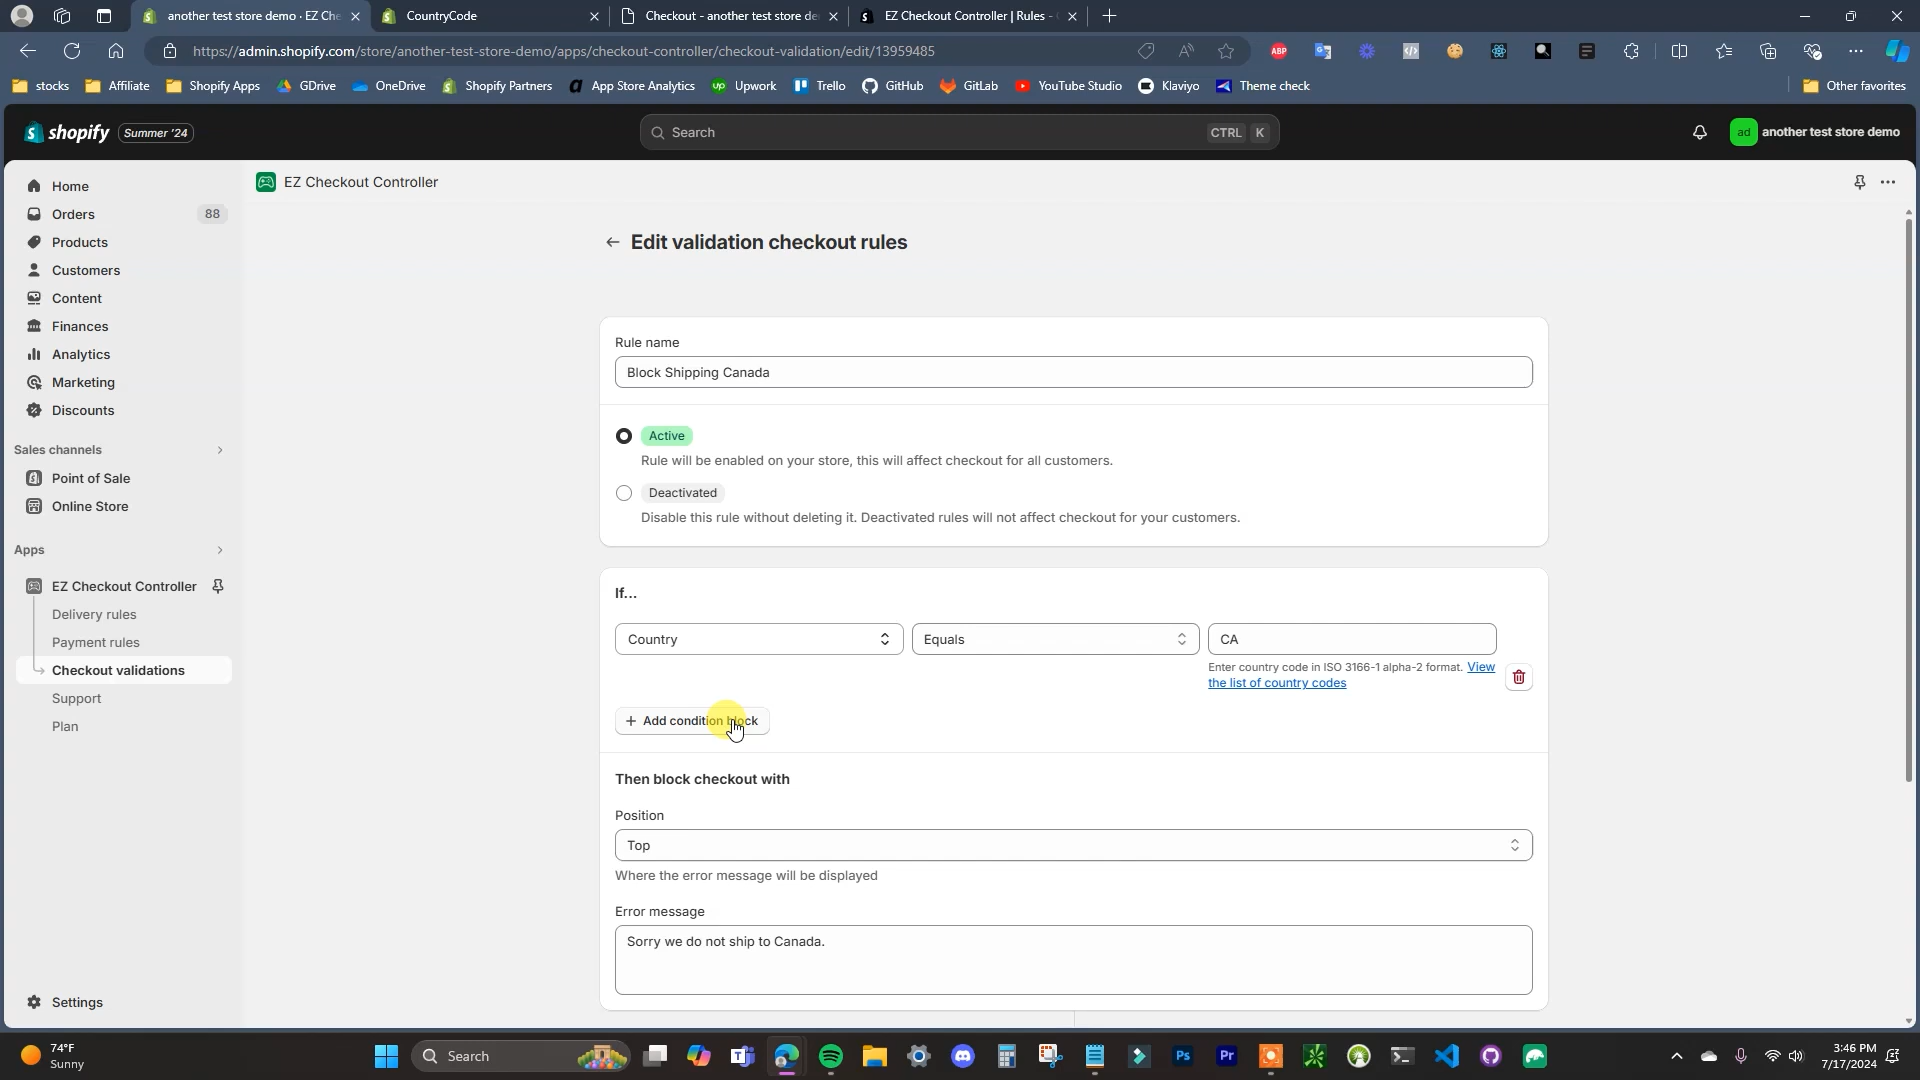 another test store demo · EZ Che
CountryCode
Checkout - another test store de
EZ Checkout Controller | Rules -
https://admin.shopify.com/store/another-test-store-demo/apps/checkout-controller/checkout-validation/edit/13959485
ABP
stocks
Affiliate
Shopify Apps
GDrive
OneDrive
Shopify Partners
App Store Analytics
Upwork
Trello
GitHub
GitLab
YouTube Studio
Klaviyo
Theme check
Other favorites
shopify
Summer '24
Search
CTRL K
ad
another test store demo
Home
Orders
88
Products
Customers
Content
Finances
Analytics
Marketing
Discounts
Sales channels
Point of Sale
Online Store
Apps
EZ Checkout Controller
Delivery rules
Payment rules
Checkout validations
Support
Plan
Settings
EZ Checkout Controller
Edit validation checkout rules
Rule name
Block Shipping Canada
Active
Rule will be enabled on your store, this will affect checkout for all customers.
Deactivated
Disable this rule without deleting it. Deactivated rules will not affect checkout for your customers.
If...
Country
Equals
CA
Enter country code in ISO 3166-1 alpha-2 format. View
the list of country codes
+ Add condition block
Then block checkout with
Position
Top
Where the error message will be displayed
Error message
Sorry we do not ship to Canada.
74°F
Sunny
Search
Ps
Pr
3:46 PM
7/17/2024